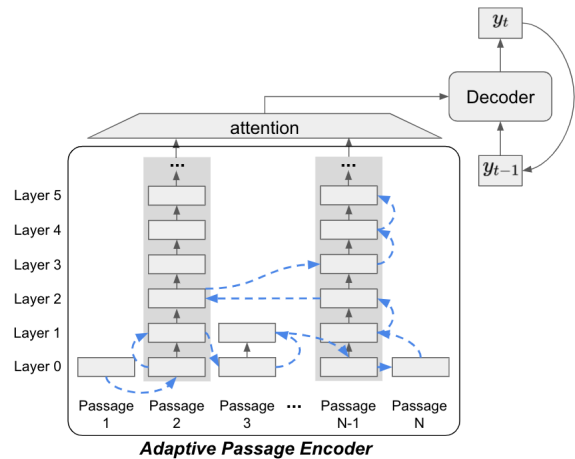 y_t
Decoder
attention
y_{t-1}
...
...
Layer 5
Layer 4
Layer 3
Layer 2
Layer 1
Layer 0
Passage 1
Passage 2
Passage 3
...
Passage N-1
Passage N
Adaptive Passage Encoder